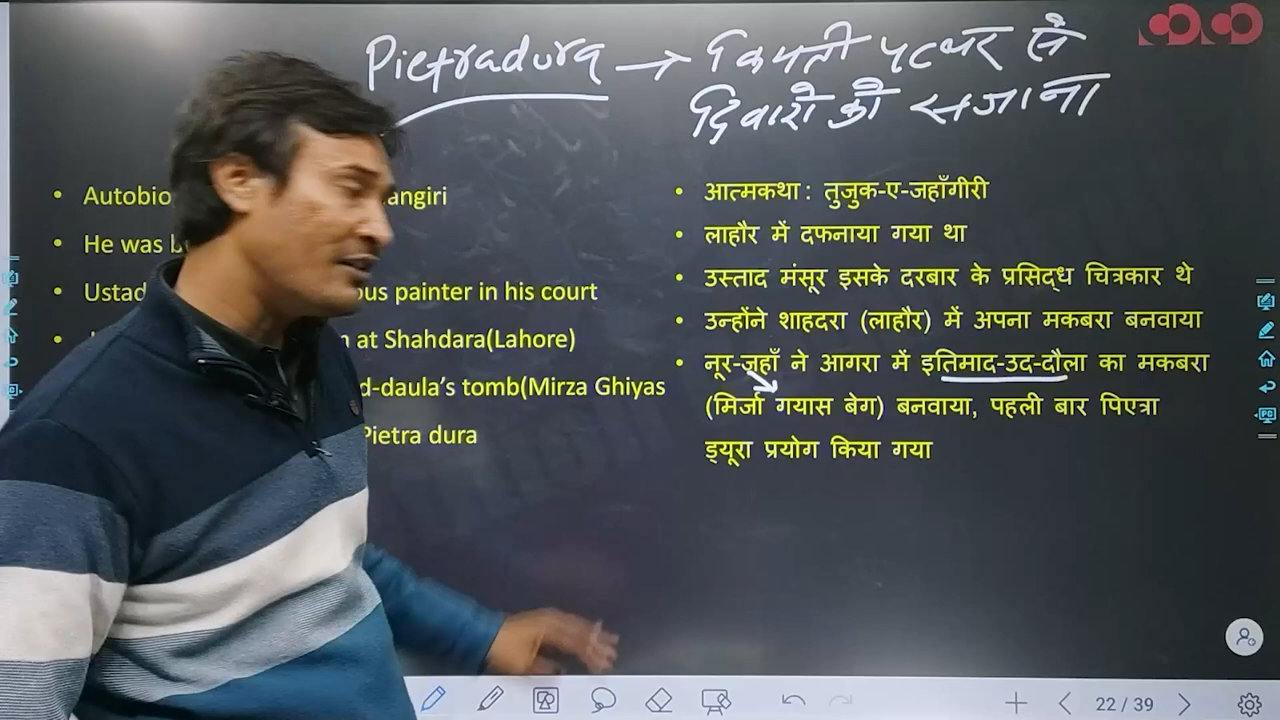 Pietradura → किमती पत्थर से
दिवारो को सजाना
• Autobio angiri
• He was b
• Ustad ous painter in his court
• at Shahdara(Lahore)
d-daula’s tomb(Mirza Ghiyas
Pietra dura
• आत्मकथा : तुजुक-ए-जहाँगीरी
• लाहौर में दफनाया गया था
• उस्ताद मंसूर इसके दरबार के प्रसिद्ध चित्रकार थे
• उन्होंने शाहदरा (लाहौर) में अपना मकबरा बनवाया
• नूर-जहाँ ने आगरा में इतिमाद-उद-दौला का मकबरा
(मिर्जा गयास बेग) बनवाया, पहली बार पिएत्रा
ड्यूरा प्रयोग किया गया
22 / 39